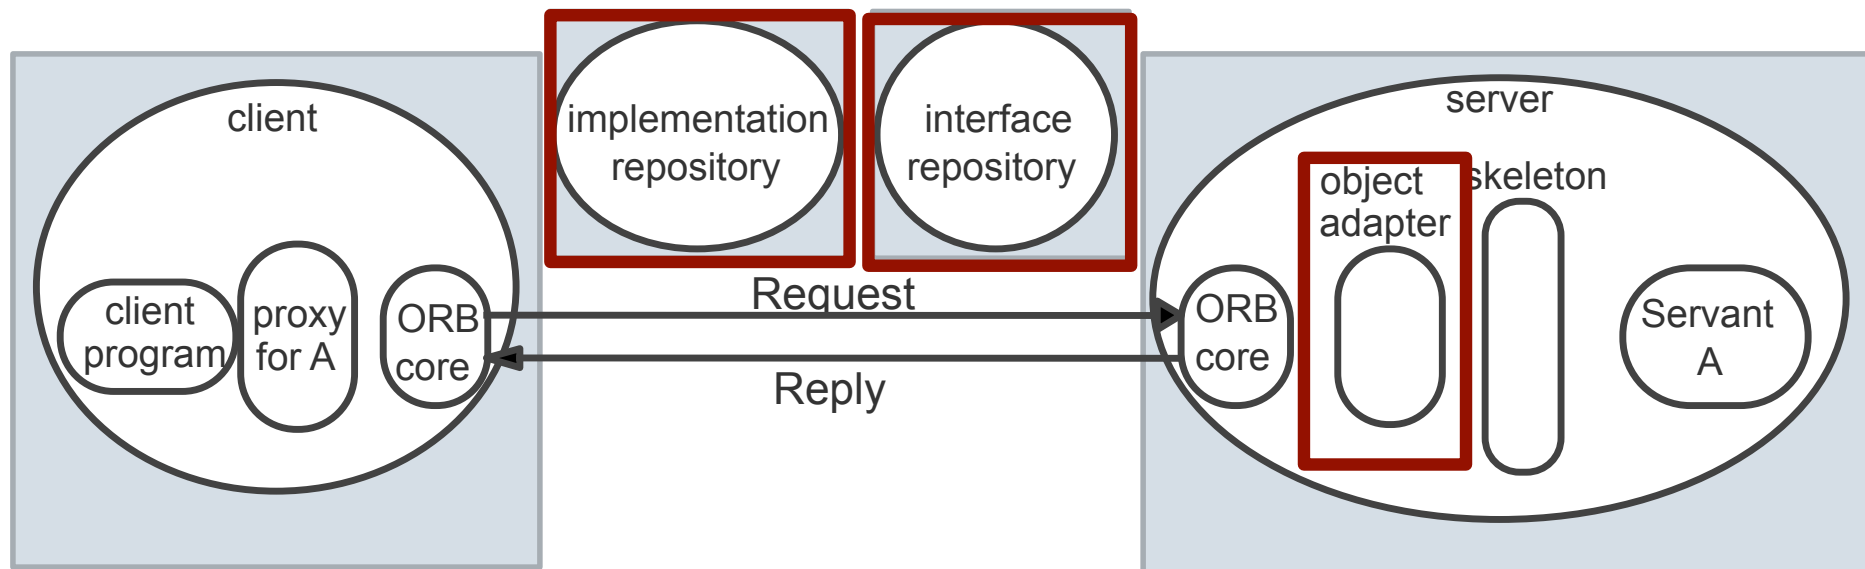 client
client
program
proxy
for A
ORB
core
implementation
repository
interface
repository
Request
Reply
server
ORB
core
object
adapter
skeleton
Servant
A